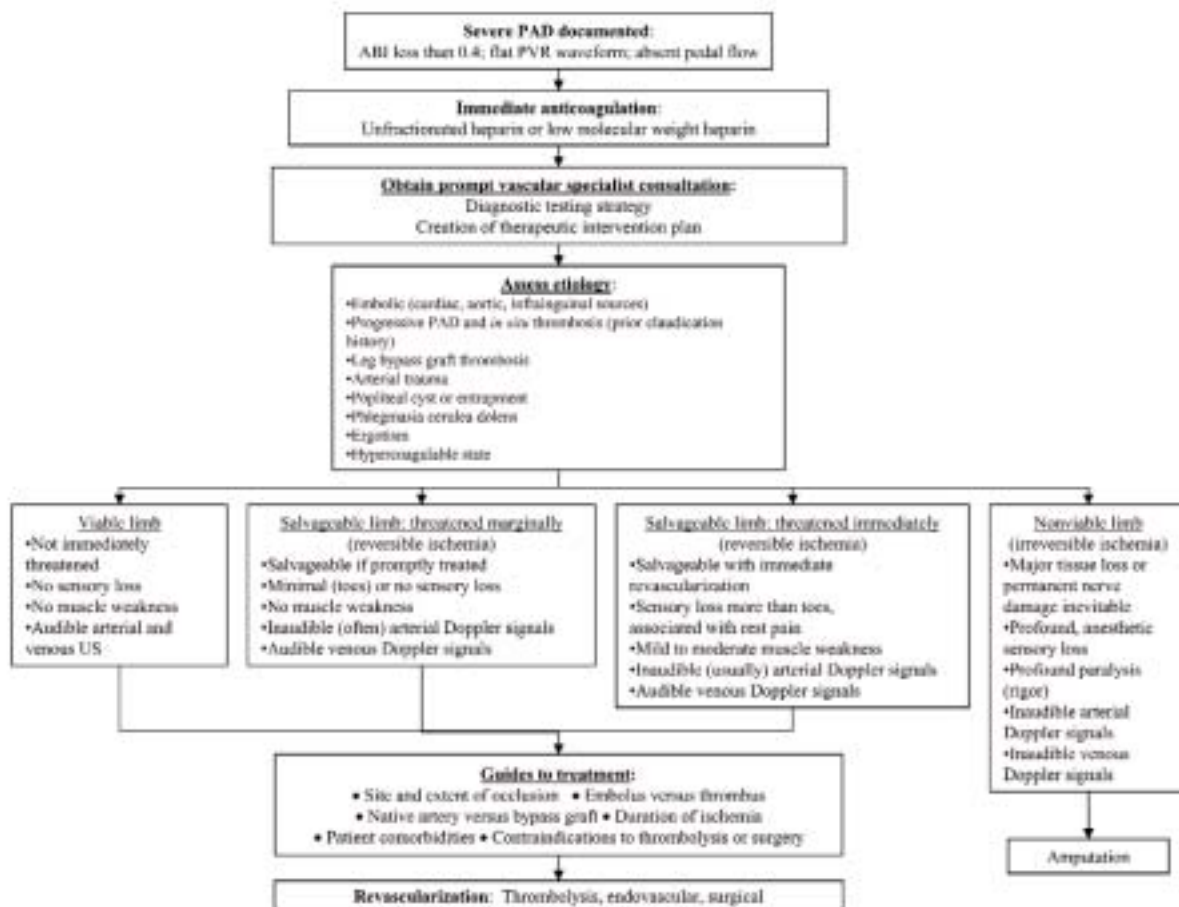 Severe PAD documented:
ABI less than 0.4; flat PVR waveform; absent pedal flow
Immediate anticoagulation:
Unfractionated heparin or low molecular weight heparin
Obtain prompt vascular specialist consultation:
Diagnostic testing strategy
Creation of therapeutic intervention plan
Assess etiology:
•Embolic (cardiac, aortic, infrainguinal sources)
•Progressive PAD and in situ thrombosis (prior claudication
history)
•Leg bypass graft thrombosis
•Arterial trauma
•Popliteal cyst or entrapment
•Phlegmasia cerulea dolens
•Ergotism
•Hypercoagulable state
Viable limb
•Not immediately
threatened
•No sensory loss
•No muscle weakness
•Audible arterial and
venous US
Salvageable limb: threatened marginally
(reversible ischemia)
•Salvageable if promptly treated
•Minimal (toes) or no sensory loss
•No muscle weakness
•Inaudible (often) arterial Doppler signals
•Audible venous Doppler signals
Salvageable limb: threatened immediately
(reversible ischemia)
•Salvageable with immediate
revascularization
•Sensory loss more than toes,
associated with rest pain
•Mild to moderate muscle weakness
•Inaudible (usually) arterial Doppler signals
•Audible venous Doppler signals
Nonviable limb
(irreversible ischemia)
•Major tissue loss or
permanent nerve
damage inevitable
•Profound, anesthetic
sensory loss
•Profound paralysis
(rigor)
•Inaudible arterial
Doppler signals
•Inaudible venous
Doppler signals
Guides to treatment:
• Site and extent of occlusion • Embolus versus thrombus
• Native artery versus bypass graft • Duration of ischemia
• Patient comorbidities • Contraindications to thrombolysis or surgery
Amputation
Revascularization: Thrombolysis, endovascular, surgical